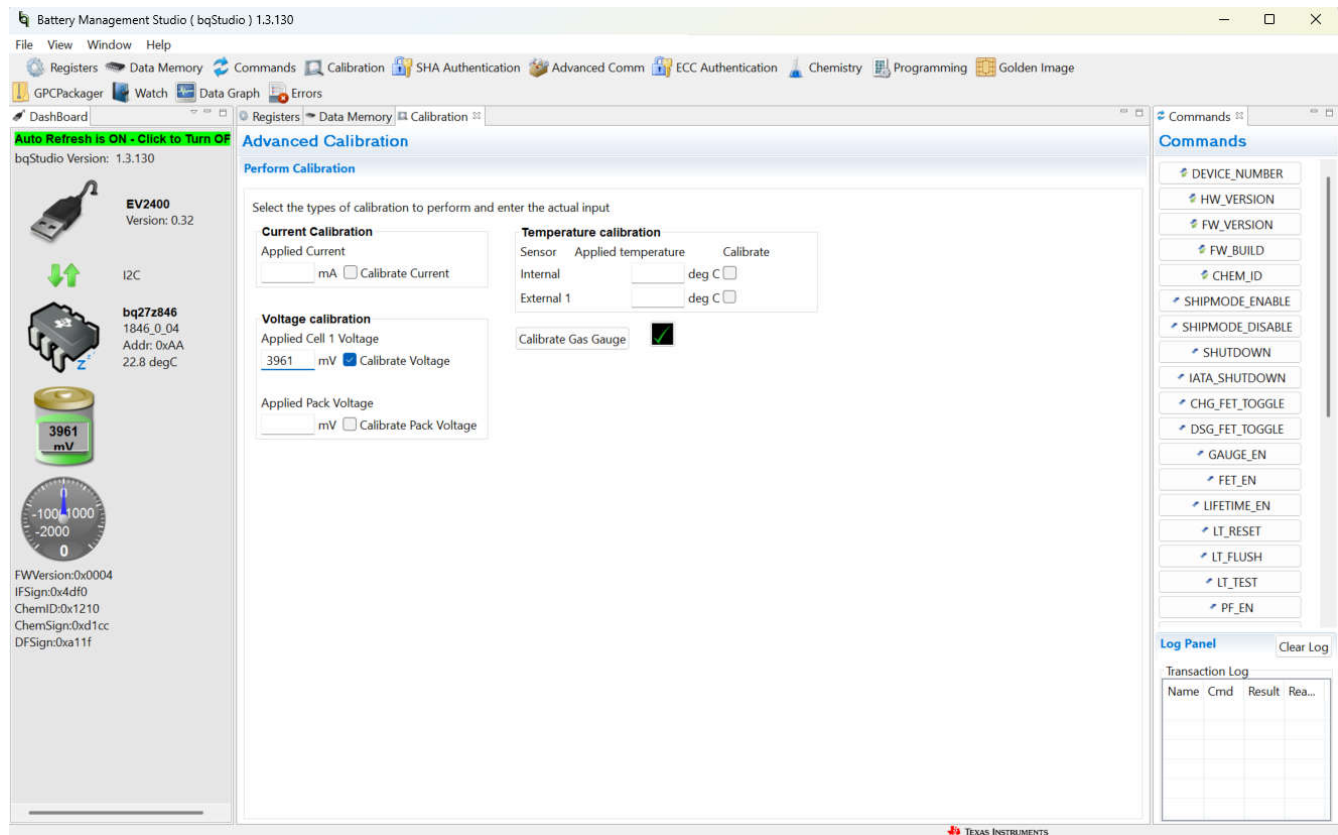 Battery Management Studio ( bqStudio ) 1.3.130
File View Window Help
Registers Data Memory Commands Calibration SHA Authentication Advanced Comm ECC Authentication Chemistry Programming Golden Image
GPCPackager Watch Data Graph Errors
DashBoard
Auto Refresh is ON - Click to Turn OF
bqStudio Version: 1.3.130
EV2400
Version: 0.32
I2C
bq27z846
1846_0_04
Addr: 0xAA
22.8 degC
z z
3961
mV
0
-100 1000
-2000
0
FWVersion:0x0004
IFSign:0x4df0
ChemID:0x1210
ChemSign:0xd1cc
DFSign:0xa11f
Registers Data Memory Calibration
Advanced Calibration
Perform Calibration
Select the types of calibration to perform and enter the actual input
Current Calibration
Applied Current
mA Calibrate Current
Voltage calibration
Applied Cell 1 Voltage
3961 mV Calibrate Voltage
Applied Pack Voltage
mV Calibrate Pack Voltage
Temperature calibration
Sensor Applied temperature Calibrate
Internal deg C
External 1 deg C
Calibrate Gas Gauge
Commands
Commands
DEVICE_NUMBER
HW_VERSION
FW_VERSION
FW_BUILD
CHEM_ID
SHIPMODE_ENABLE
SHIPMODE_DISABLE
SHUTDOWN
IATA_SHUTDOWN
CHG_FET_TOGGLE
DSG_FET_TOGGLE
GAUGE_EN
FET_EN
LIFETIME_EN
LT_RESET
LT_FLUSH
LT_TEST
PF_EN
Log Panel Clear Log
Transaction Log
Name Cmd Result Rea...
TEXAS INSTRUMENTS